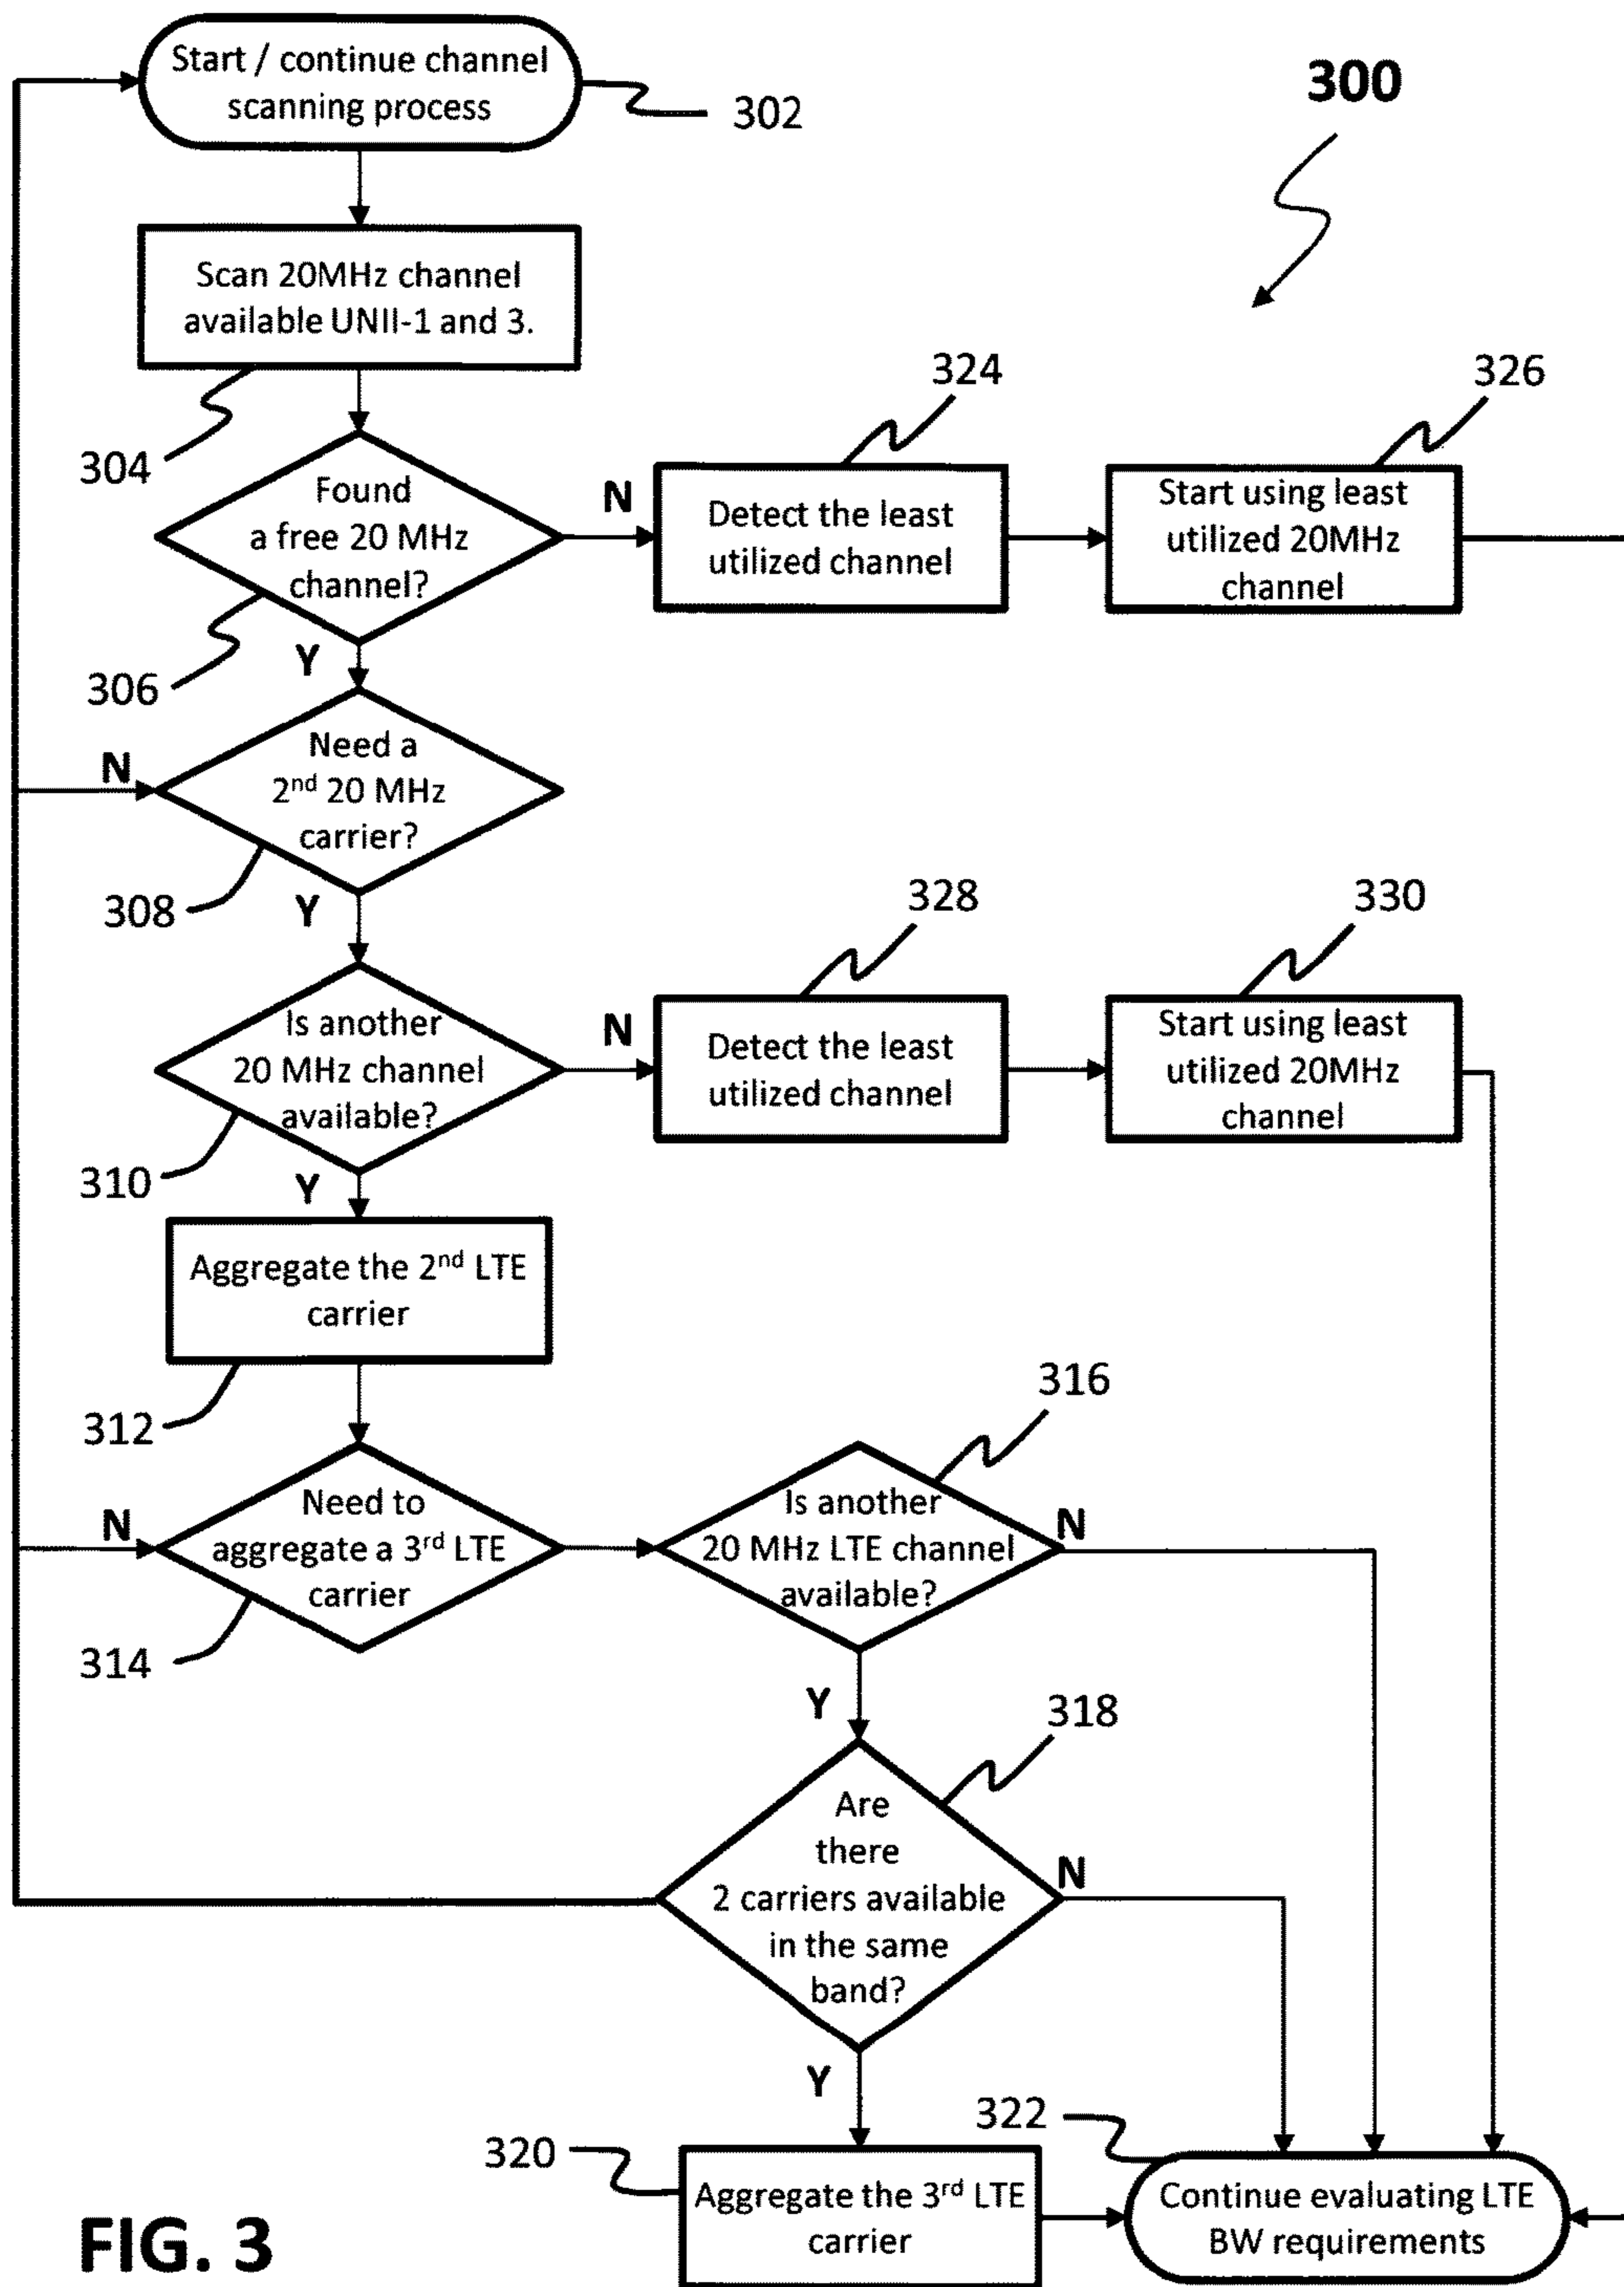 Start / continue channel
scanning process
302
300
Scan 20MHz channel
available UNII-1 and 3.
304
324
326
Found
a free 20 MHz
channel?
N
Detect the least
utilized channel
Start using least
utilized 20MHz
channel
306
Y
N
Need a
2nd 20 MHz
carrier?
308
Y
328
330
Is another
20 MHz channel
available?
N
Detect the least
utilized channel
Start using least
utilized 20MHz
channel
310
Y
Aggregate the 2nd LTE
carrier
312
316
N
Need to
aggregate a 3rd LTE
carrier
Is another
20 MHz LTE channel
available?
N
314
Y
318
Are
there
2 carriers available
in the same
band?
N
Y
322
320
Aggregate the 3rd LTE
carrier
Continue evaluating LTE
BW requirements
FIG. 3